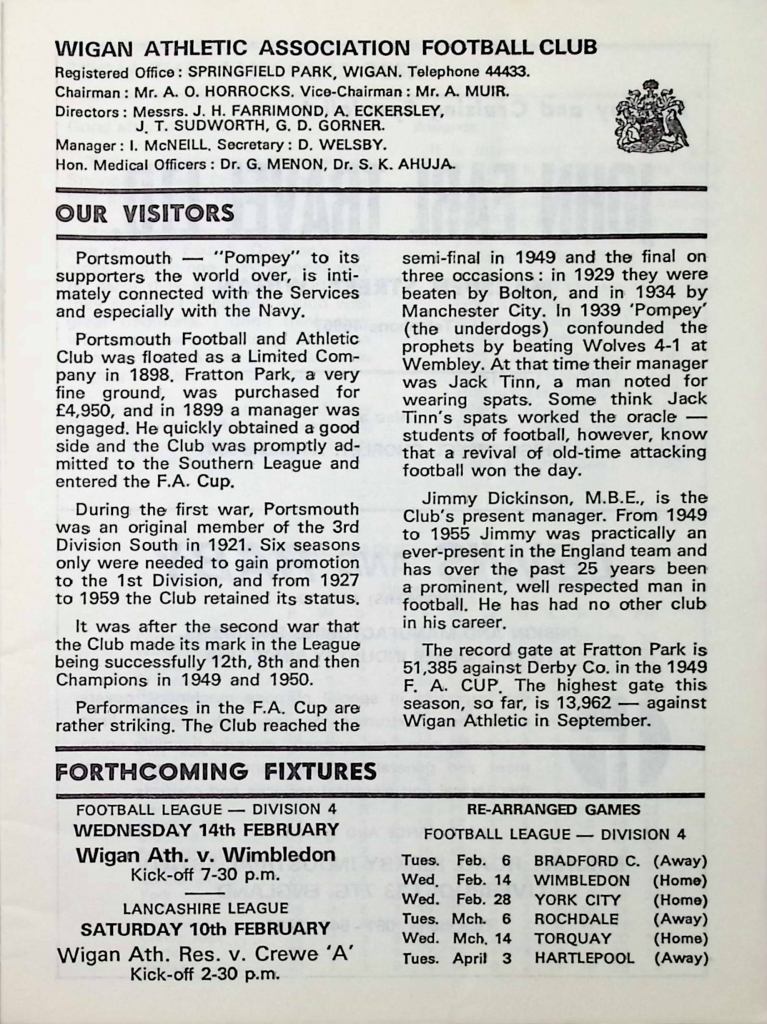 WIGAN ATHLETIC ASSOCIATION FOOTBALL CLUB
Registered Office : SPRINGFIELD PARK, WIGAN. Telephone 44433.
Chairman : Mr. A. O. HORROCKS. Vice-Chairman : Mr. A. MUIR.
Directors : Messrs. J. H. FARRIMOND, A. ECKERSLEY,
J. T. SUDWORTH, G. D. GORNER.
Manager : I. McNEILL. Secretary : D. WELSBY.
Hon. Medical Officers : Dr. G. MENON, Dr. S. K. AHUJA.
OUR VISITORS
Portsmouth — "Pompey" to its
supporters the world over, is inti-
mately connected with the Services
and especially with the Navy.
Portsmouth Football and Athletic
Club was floated as a Limited Com-
pany in 1898. Fratton Park, a very
fine ground, was purchased for
£4,950, and in 1899 a manager was
engaged. He quickly obtained a good
side and the Club was promptly ad-
mitted to the Southern League and
entered the F.A. Cup.
During the first war, Portsmouth
was an original member of the 3rd
Division South in 1921. Six seasons
only were needed to gain promotion
to the 1st Division, and from 1927
to 1959 the Club retained its status.
It was after the second war that
the Club made its mark in the League
being successfully 12th, 8th and then
Champions in 1949 and 1950.
Performances in the F.A. Cup are
rather striking. The Club reached the
semi-final in 1949 and the final on
three occasions : in 1929 they were
beaten by Bolton, and in 1934 by
Manchester City. In 1939 'Pompey'
(the underdogs) confounded the
prophets by beating Wolves 4-1 at
Wembley. At that time their manager
was Jack Tinn, a man noted for
wearing spats. Some think Jack
Tinn's spats worked the oracle —
students of football, however, know
that a revival of old-time attacking
football won the day.
Jimmy Dickinson, M.B.E., is the
Club's present manager. From 1949
to 1955 Jimmy was practically an
ever-present in the England team and
has over the past 25 years been
a prominent, well respected man in
football. He has had no other club
in his career.
The record gate at Fratton Park is
51,385 against Derby Co. in the 1949
F. A. CUP. The highest gate this
season, so far, is 13,962 — against
Wigan Athletic in September.
FORTHCOMING FIXTURES
FOOTBALL LEAGUE — DIVISION 4
WEDNESDAY 14th FEBRUARY
Wigan Ath. v. Wimbledon
Kick-off 7-30 p.m.
LANCASHIRE LEAGUE
SATURDAY 10th FEBRUARY
Wigan Ath. Res. v. Crewe 'A'
Kick-off 2-30 p.m.
RE-ARRANGED GAMES
FOOTBALL LEAGUE — DIVISION 4
Tues. Feb. 6 BRADFORD C. (Away)
Wed. Feb. 14 WIMBLEDON (Home)
Wed. Feb. 28 YORK CITY (Home)
Tues. Mch. 6 ROCHDALE (Away)
Wed. Mch. 14 TORQUAY (Home)
Tues. April 3 HARTLEPOOL (Away)